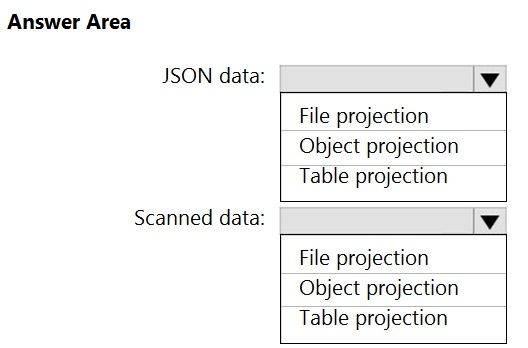 Answer Area
JSON data:
File projection
Object projection
Table projection
Scanned data:
File projection
Object projection
Table projection